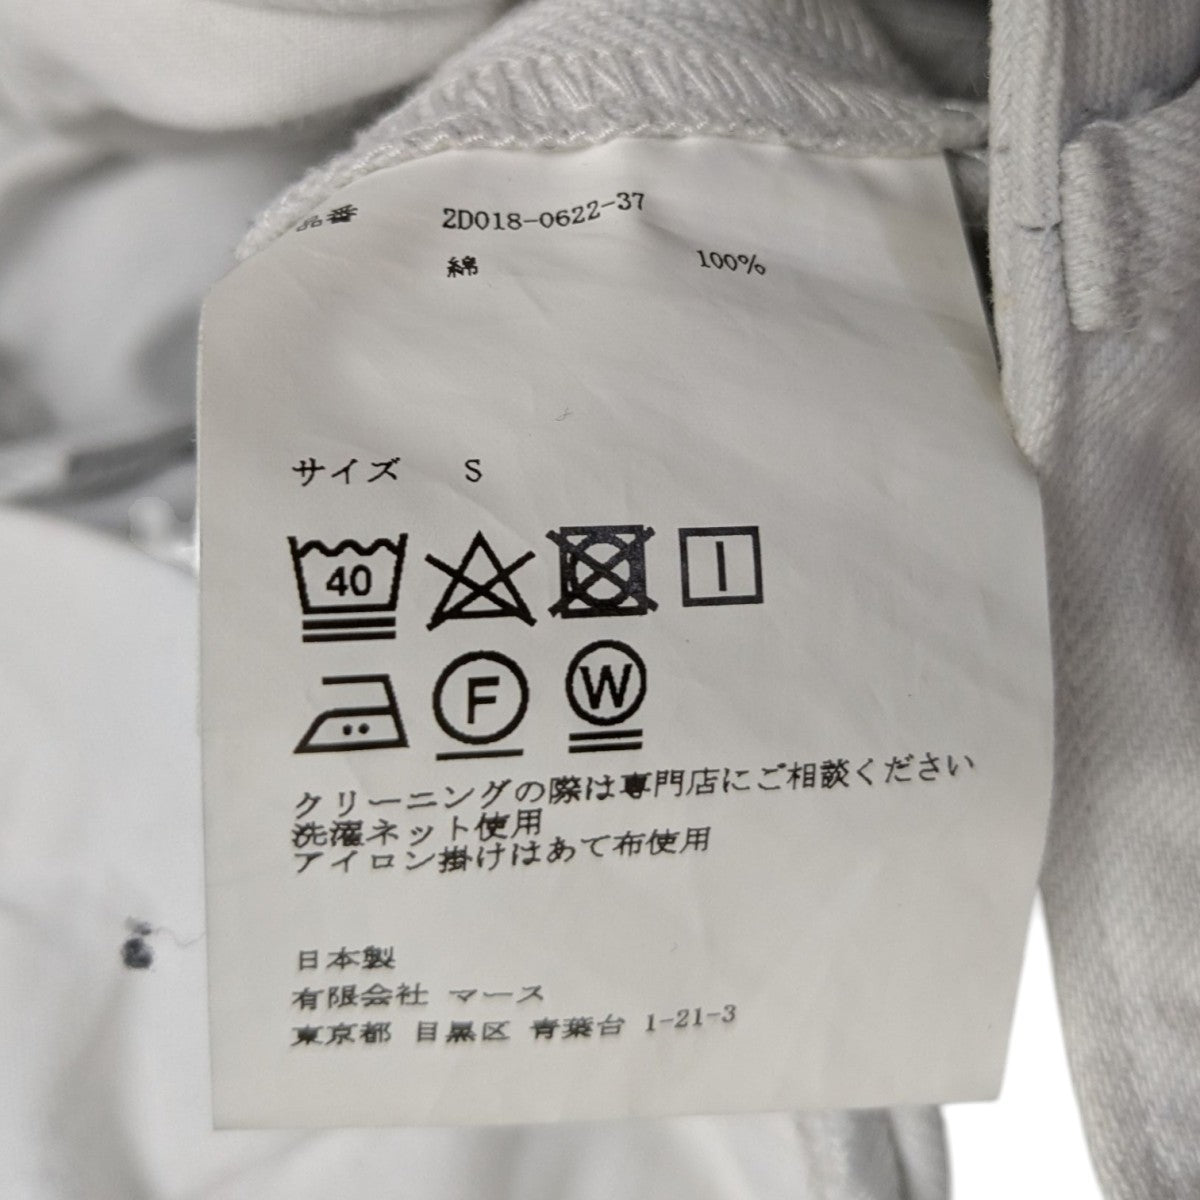 品番 2D018-0622-37
綿 100%
サイズ S
40
F W
クリーニングの際は専門店にご相談ください
洗濯ネット使用
アイロン掛けはあて布使用
日本製
有限会社 マース
東京都 目黒区 青葉台 1-21-3